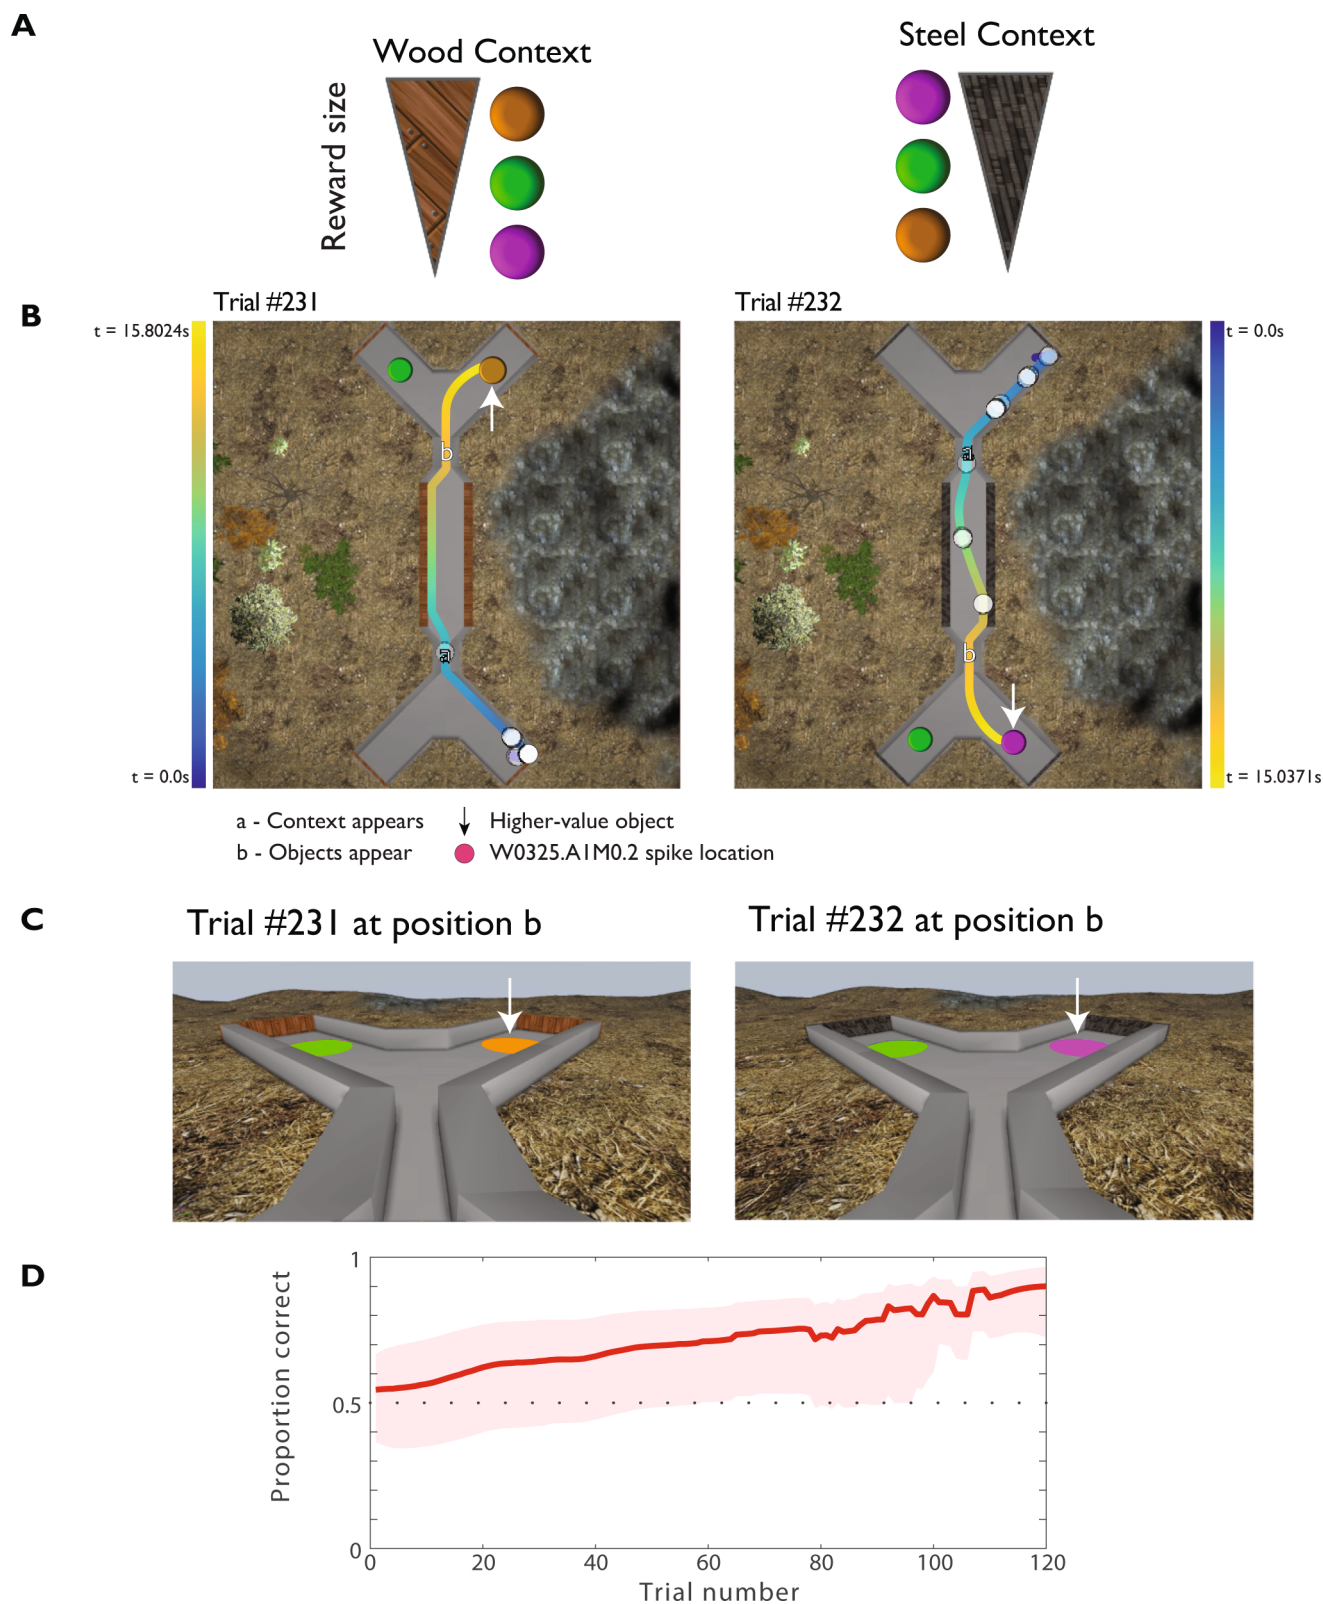 A
Wood Context
Steel Context
Reward size
B
Trial #231
Trial #232
t = 15.8024s
t = 0.0s
b
a
t = 0.0s
a
b
t = 15.0371s
a - Context appears
Higher-value object
b - Objects appear
W0325.A1M0.2 spike location
C
Trial #231 at position b
Trial #232 at position b
D
Proportion correct
1
0.5
0
0
20
40
60
80
100
120
Trial number